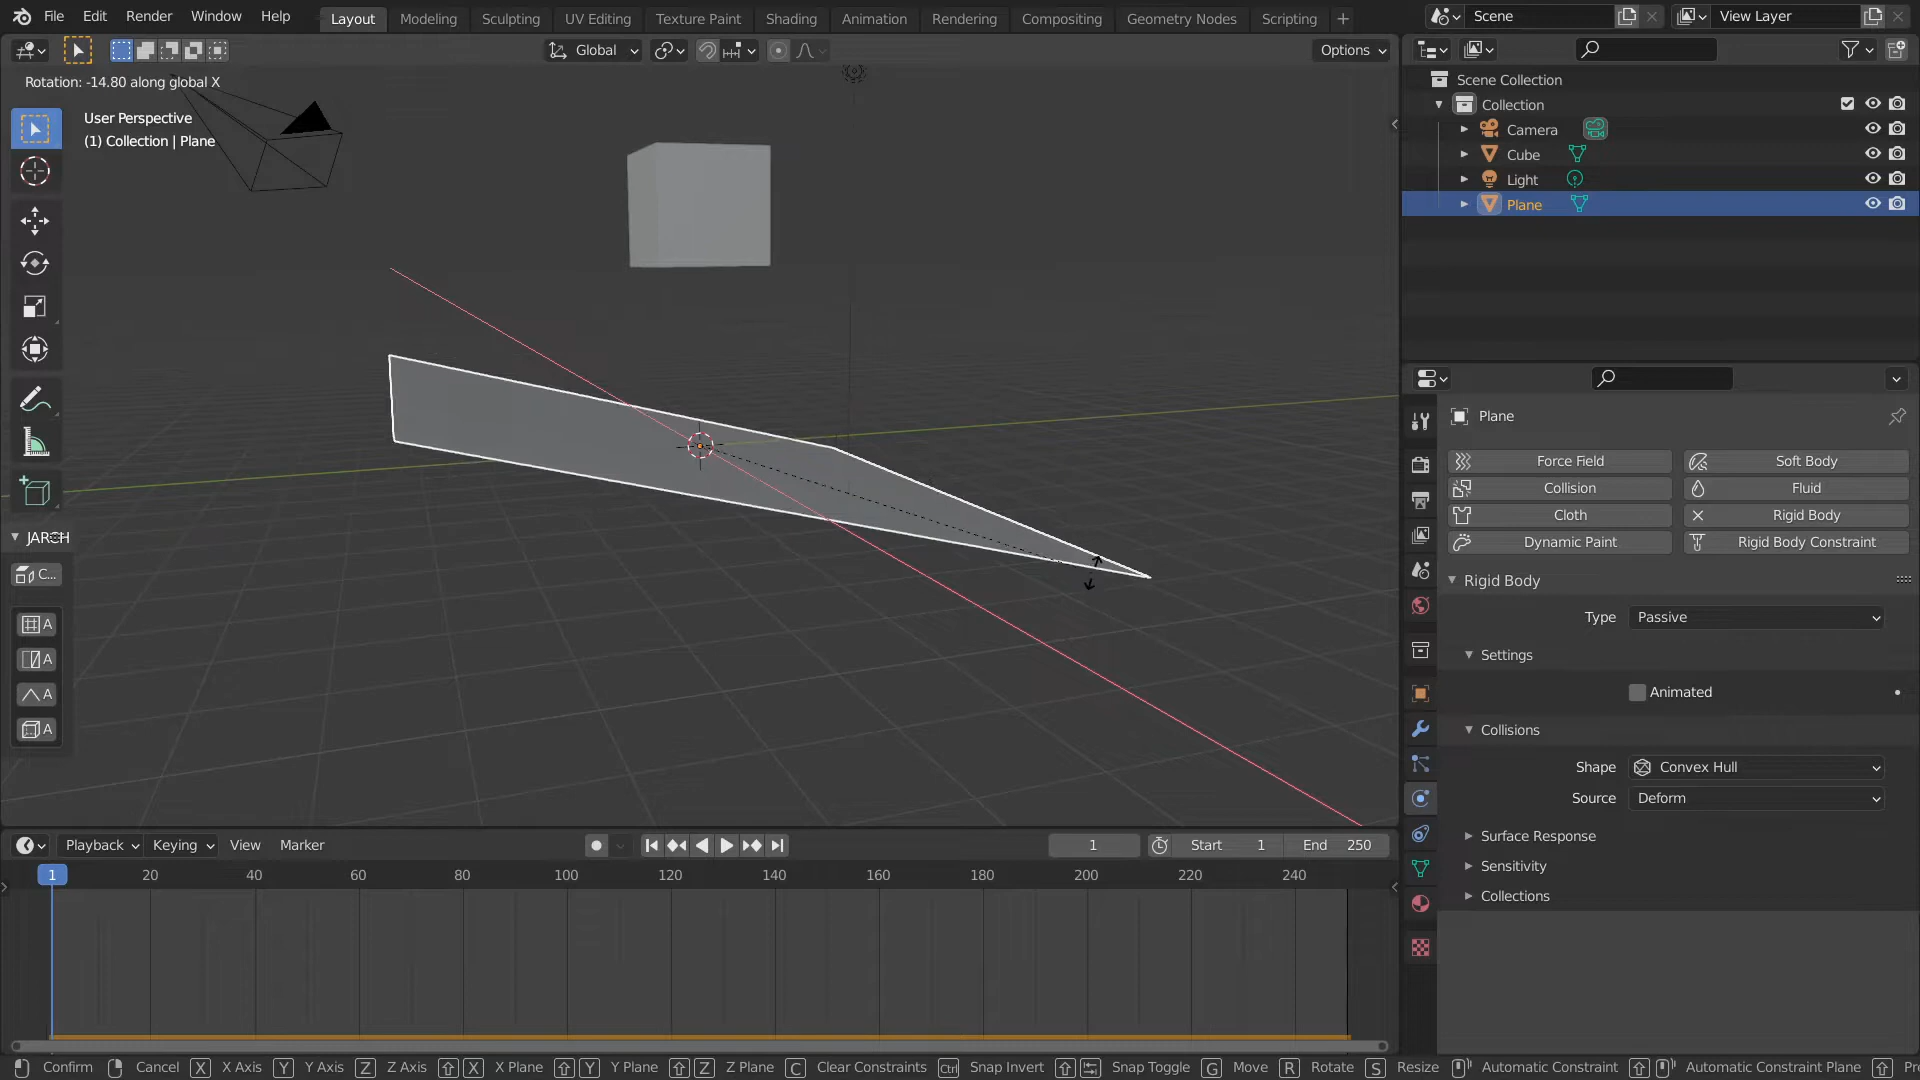 File Edit Render Window Help Layout Modeling Sculpting UV Editing Texture Paint Shading Animation Rendering Compositing Geometry Nodes Scripting + Scene View Layer
Global Options
Rotation: -14.80 along global X
User Perspective
(1) Collection | Plane
JARCH
C...
A
A
A
A
Scene Collection
Collection
Camera
Cube
Light
Plane
Plane
Force Field Soft Body
Collision Fluid
Cloth Rigid Body
Dynamic Paint Rigid Body Constraint
Rigid Body
Type Passive
Settings
Animated
Collisions
Shape Convex Hull
Source Deform
Surface Response
Sensitivity
Collections
Playback Keying View Marker 1 Start 1 End 250
1 20 40 60 80 100 120 140 160 180 200 220 240
Confirm Cancel X X Axis Y Y Axis Z Z Axis X X Plane Y Y Plane Z Z Plane C Clear Constraints Ctrl Snap Invert Snap Toggle G Move R Rotate S Resize Automatic Constraint Automatic Constraint Plane